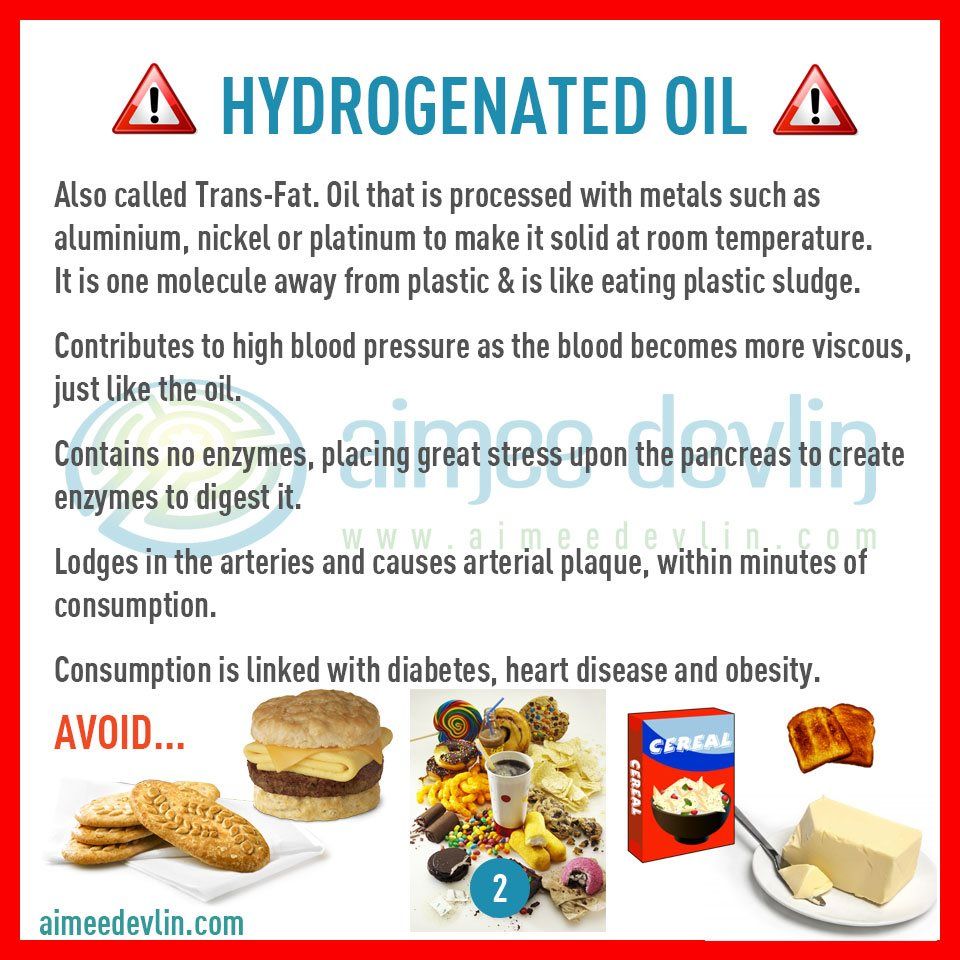 HYDROGENATED OIL
Also called Trans-Fat. Oil that is processed with metals such as
aluminium, nickel or platinum to make it solid at room temperature.
It is one molecule away from plastic & is like eating plastic sludge.
Contributes to high blood pressure as the blood becomes more viscous,
just like the oil.
aimee devlin
Contains no enzymes, placing great stress upon the pancreas to create
enzymes to digest it.
www.aimeedevlin.com
Lodges in the arteries and causes arterial plaque, within minutes of
consumption.
Consumption is linked with diabetes, heart disease and obesity.
AVOID...
CEREAL
CEREAL
2
aimeedevlin.com